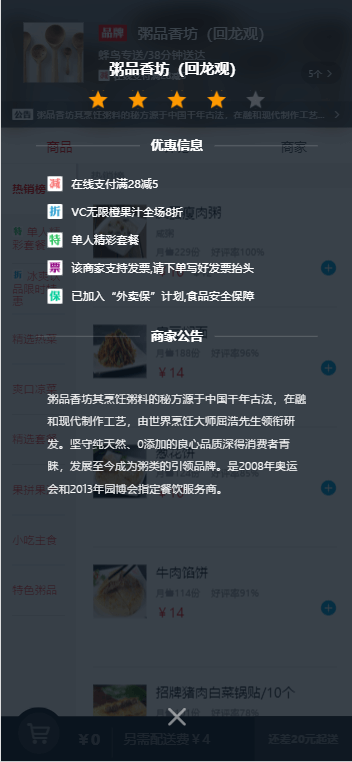 品牌 粥品香坊（回龙观）
蜂鸟专送/38分钟送达
5个 >
粥品香坊（回龙观）
公告 粥品香坊其烹饪粥料的秘方源于中国千年古法，在融和现代制作工艺... >
商品 商家
优惠信息
减 在线支付满28减5
折 VC无限橙果汁全场8折
特 单人精彩套餐
票 该商家支持发票,请下单写好发票抬头
保 已加入“外卖保”计划,食品安全保障
商家公告
粥品香坊其烹饪粥料的秘方源于中国千年古法，在融
和现代制作工艺，由世界烹饪大师屈浩先生领衔研
发。坚守纯天然、0添加的良心品质深得消费者青
睐，发展至今成为粥类的引领品牌。是2008年奥运
会和2013年园博会指定餐饮服务商。
热销榜
瘦肉粥
咸粥
月售229份 好评率100%
特 单人精
彩套餐
折 冰爽饮
品限时特
惠
精选热菜
月售188份 好评率96%
￥14
爽口凉菜
精选套餐
葱花饼
果拼果汁
小吃主食
牛肉馅饼
月售114份 好评率91%
￥14
特色粥品
招牌猪肉白菜锅贴/10个
￥0 另需配送费￥4 还差20元起送